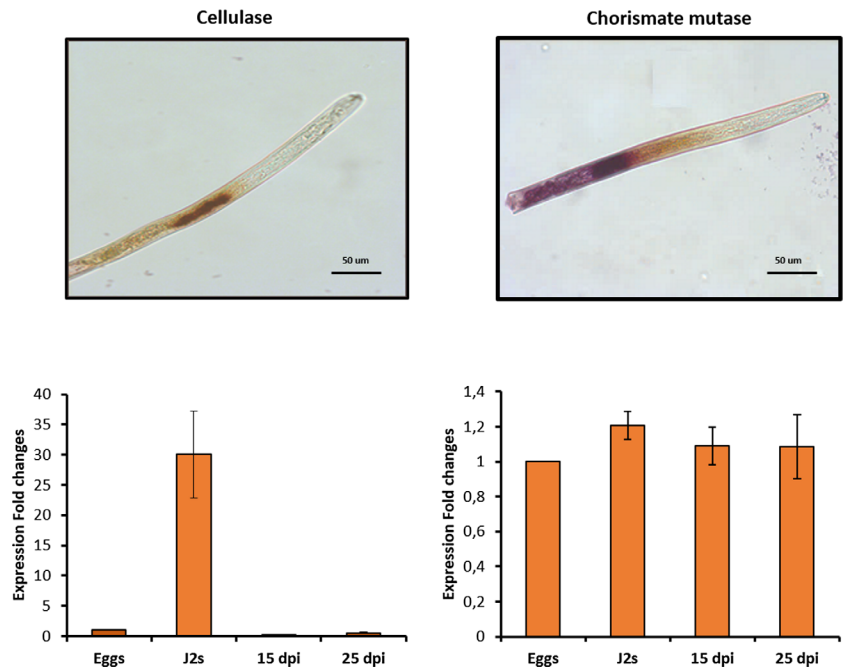 Cellulase
Chorismate mutase
50 um
50 um
Expression Fold changes
40
35
30
25
20
15
10
5
0
Eggs J2s 15 dpi 25 dpi
Expression Fold changes
1,4
1,2
1
0,8
0,6
0,4
0,2
0
Eggs J2s 15 dpi 25 dpi